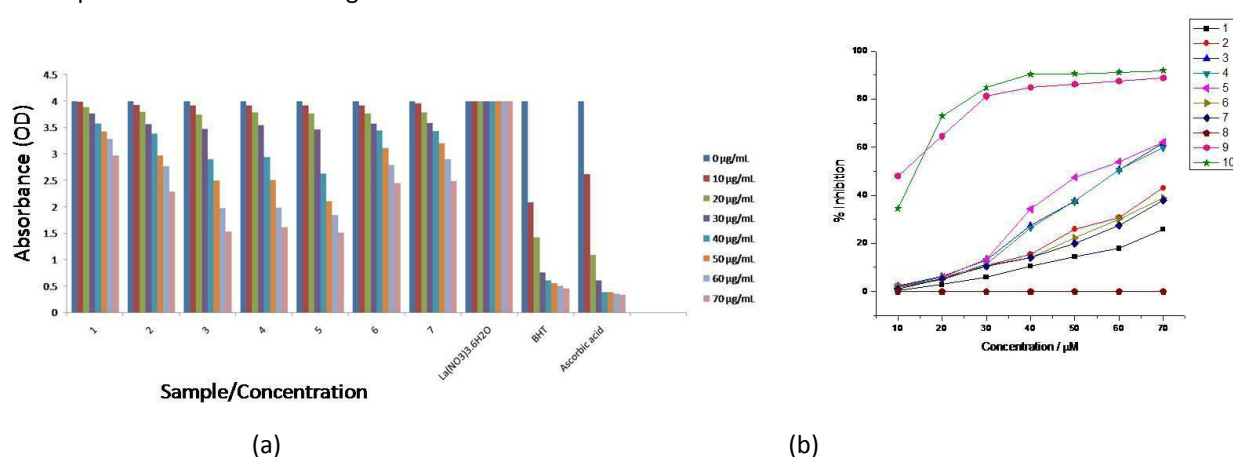 4.5
4
3.5
3
2.5
2
1.5
1
0.5
0
Absorbance (OD)
1
2
3
4
5
6
7
La(NO3)3.6H2O
BHT
Ascorbic acid
Sample/Concentration
0 µg/mL
10 µg/mL
20 µg/mL
30 µg/mL
40 µg/mL
50 µg/mL
60 µg/mL
70 µg/mL
(a)
100
80
60
40
20
0
% Inhibition
10 20 30 40 50 60 70
Concentration / µM
1
2
3
4
5
6
7
8
9
10
(b)